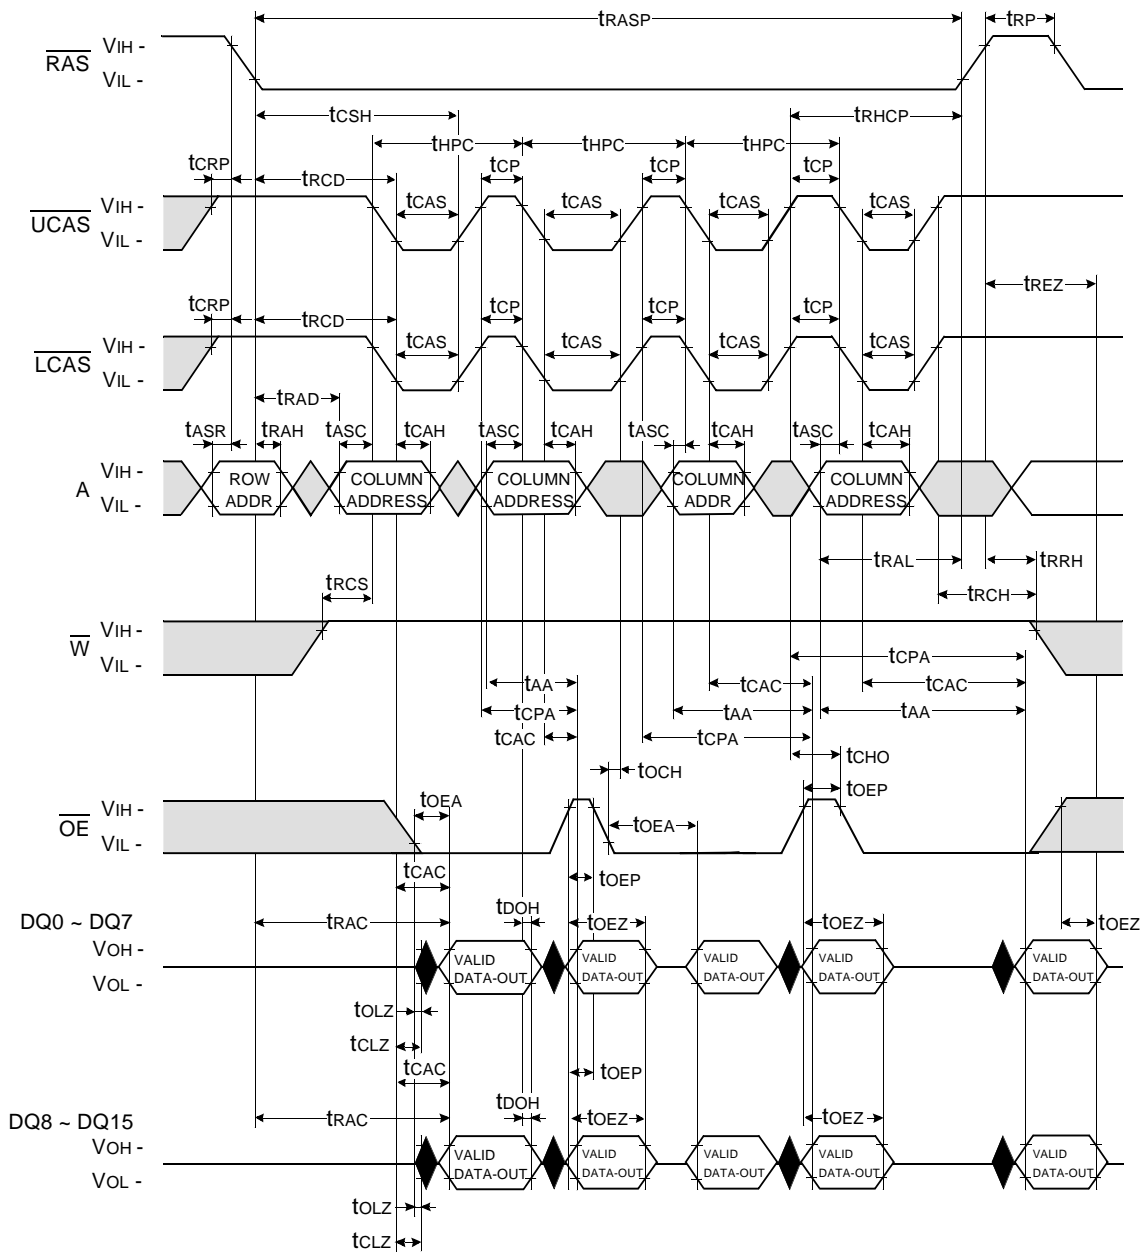 tRASP tRP
RAS VIH -
VIL -
tCSH tRHCP
tHPC tHPC tHPC
tCRP tRCD tCP tCP tCP
UCAS VIH -
VIL -
tCAS tCAS tCAS tCAS
tREZ
tCRP tRCD tCP tCP tCP
LCAS VIH -
VIL -
tCAS tCAS tCAS tCAS
tRAD
tASR tRAH tASC tCAH tASC tCAH tASC tCAH tASC tCAH
A VIH -
VIL -
ROW ADDR
COLUMN ADDRESS
COLUMN ADDRESS
COLUMN ADDR
COLUMN ADDRESS
tRAL tRRH
tRCS tRCH
W VIH -
VIL -
tCPA
tAA tCAC tCAC
tCPA tAA tAA
tCAC tCPA tCHO
tOCH tOEP
OE VIH -
VIL -
tOEA tOEA
tCAC tOEP
DQ0 ~ DQ7
tRAC tDOH tOEZ tOEZ tOEZ
VOH -
VOL -
VALID DATA-OUT
VALID DATA-OUT
VALID DATA-OUT
VALID DATA-OUT
VALID DATA-OUT
tOLZ
tCLZ
tCAC tOEP
DQ8 ~ DQ15
tRAC tDOH tOEZ tOEZ
VOH -
VOL -
VALID DATA-OUT
VALID DATA-OUT
VALID DATA-OUT
VALID DATA-OUT
VALID DATA-OUT
tOLZ
tCLZ